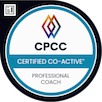 CPCC
CERTIFIED CO-ACTIVE®
PROFESSIONAL
COACH